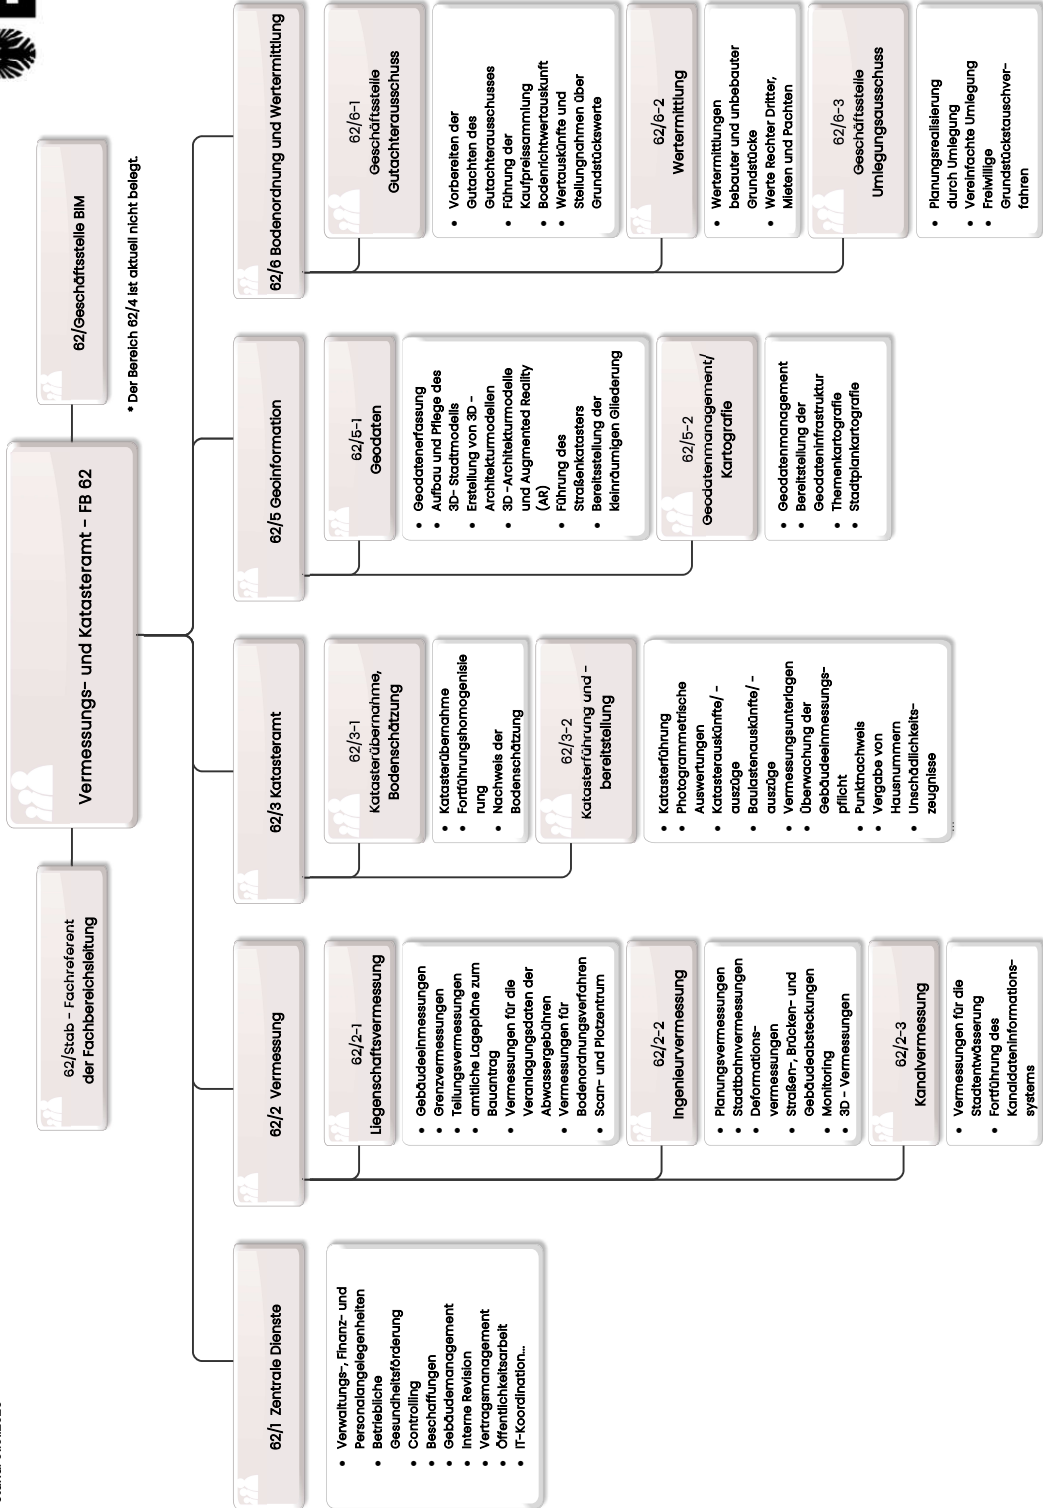 62/Stab - Fachreferent
der Fachbereichsleitung
Vermessungs- und Katasteramt - FB 62
62/Geschäftsstelle BIM
* Der Bereich 62/4 ist aktuell nicht belegt.
62/1 Zentrale Dienste
• Verwaltungs-, Finanz- und
Personalangelegenheiten
• Betriebliche
Gesundheitsförderung
• Controlling
• Beschaffungen
• Gebäudemanagement
• Interne Revision
• Vertragsmanagement
• Öffentlichkeitsarbeit
• IT-Koordination...
62/2 Vermessung
62/2-1
Liegenschaftsvermessung
• Gebäudeeinmessungen
• Grenzvermessungen
• Teilungsvermessungen
• amtliche Lagepläne zum
Bauantrag
• Vermessungen für die
Veranlagungsdaten der
Abwassergebühren
• Vermessungen für
Bodenordnungsverfahren
• Scan- und Plotzentrum
62/2-2
Ingenieurvermessung
• Planungsvermessungen
• Stadtbahnvermessungen
• Deformations-
vermessungen
• Straßen-, Brücken- und
Gebäudeabsteckungen
• Monitoring
• 3D - Vermessungen
62/2-3
Kanalvermessung
• Vermessungen für die
Stadtentwässerung
• Fortführung des
Kanaldateninformations-
systems
62/3 Katasteramt
62/3-1
Katasterübernahme,
Bodenschätzung
• Katasterübernahme
• Fortführungshomogenisie
rung
• Nachweis der
Bodenschätzung
62/3-2
Katasterführung und -
bereitstellung
• Katasterführung
• Photogrammetrische
Auswertungen
• Katasterauskünfte/ -
auszüge
• Baulastenauskünfte/ -
auszüge
• Vermessungsunterlagen
• Überwachung der
Gebäudeeinmessungs-
pflicht
• Punktnachweis
• Vergabe von
Hausnummern
• Unschädlichkeits-
zeugnisse
...
62/5 Geoinformation
62/5-1
Geodaten
• Geodatenerfassung
• Aufbau und Pflege des
3D- Stadtmodells
• Erstellung von 3D -
Architekturmodellen
• 3D -Architekturmodelle
und Augmented Reality
(AR)
• Führung des
Straßenkatasters
• Bereitsstellung der
kleinräumigen Gliederung
62/5-2
Geodatenmanagement/
Kartografie
• Geodatenmanagement
• Bereitstellung der
Geodateninfrastruktur
• Themenkartografie
• Stadtplankartografie
62/6 Bodenordnung und Wertermittlung
62/6-1
Geschäftsstelle
Gutachterausschuss
• Vorbereiten der
Gutachten des
Gutachterausschusses
• Führung der
Kaufpreissammlung
• Bodenrichtwertauskunft
• Wertauskünfte und
Stellungnahmen über
Grundstückswerte
62/6-2
Wertermittlung
• Wertermittlungen
bebauter und unbebauter
Grundstücke
• Werte Rechter Dritter,
Mieten und Pachten
62/6-3
Geschäftsstelle
Umlegungsausschuss
• Planungsrealisierung
durch Umlegung
• Vereinfachte Umlegung
• Freiwillige
Grundstückstauschver-
fahren